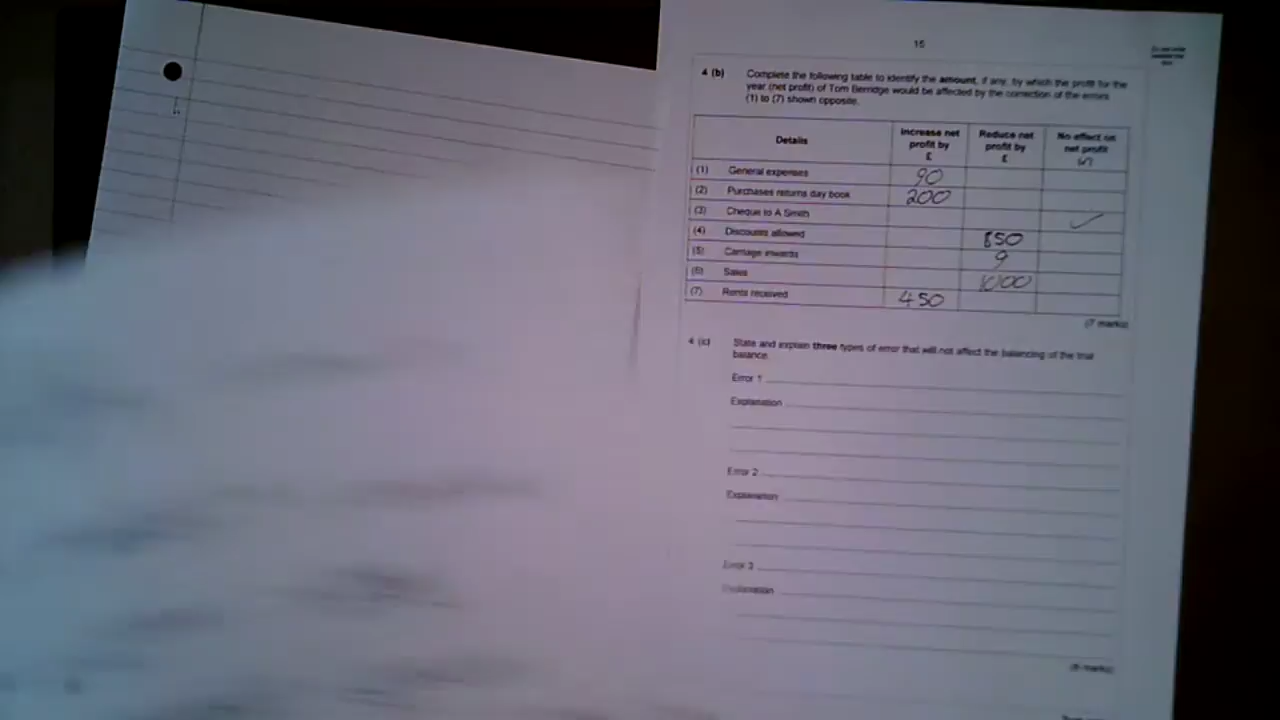 15
4 (b) Complete the following table to identify the amount, if any, by which the profit for the
year (net profit) of Tom Berridge would be affected by the correction of the errors
(1) to (7) shown opposite.
Details Increase net profit by £ Reduce net profit by £ No effect on net profit (✓)
(1) General expenses 90
(2) Purchases returns day book 200
(3) Cheque to A Smith ✓
(4) Discounts allowed 850
(5) Carriage inwards 9
(6) Sales 1000
(7) Rents received 450
(7 marks)
4 (c) State and explain three types of error that will not affect the balancing of the trial
balance.
Error 1
Explanation
Error 2
Explanation
Error 3
Explanation
(6 marks)